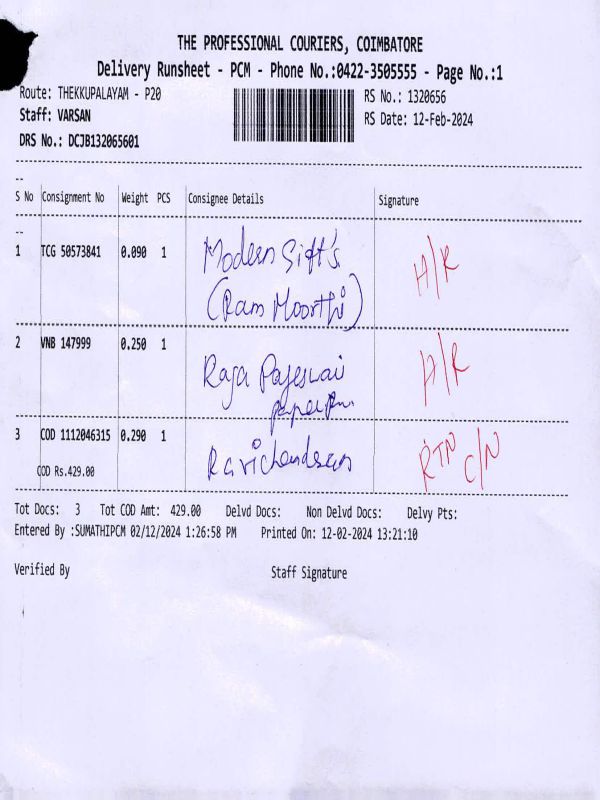 THE PROFESSIONAL COURIERS, COIMBATORE
Delivery Runsheet - PCM - Phone No.:0422-3505555 - Page No.:1
Route: THEKKUPALAYAM - P20 RS No.: 1320656
Staff: VARSAN RS Date: 12-Feb-2024
DRS No.: DCJB132065601
S No Consignment No Weight PCS Consignee Details Signature
1 TCG 50573841 0.090 1 Modern Gift's H/R
(Ram Moorthi)
2 VNB 147999 0.250 1 Raja H/R
3 COD 1112046315 0.290 1 Ravichandran RTN C/N
COD Rs.429.00
Tot Docs: 3 Tot COD Amt: 429.00 Delvd Docs: Non Delvd Docs: Delvy Pts:
Entered By :SUMATHIPCM 02/12/2024 1:26:58 PM Printed On: 12-02-2024 13:21:10
Verified By Staff Signature